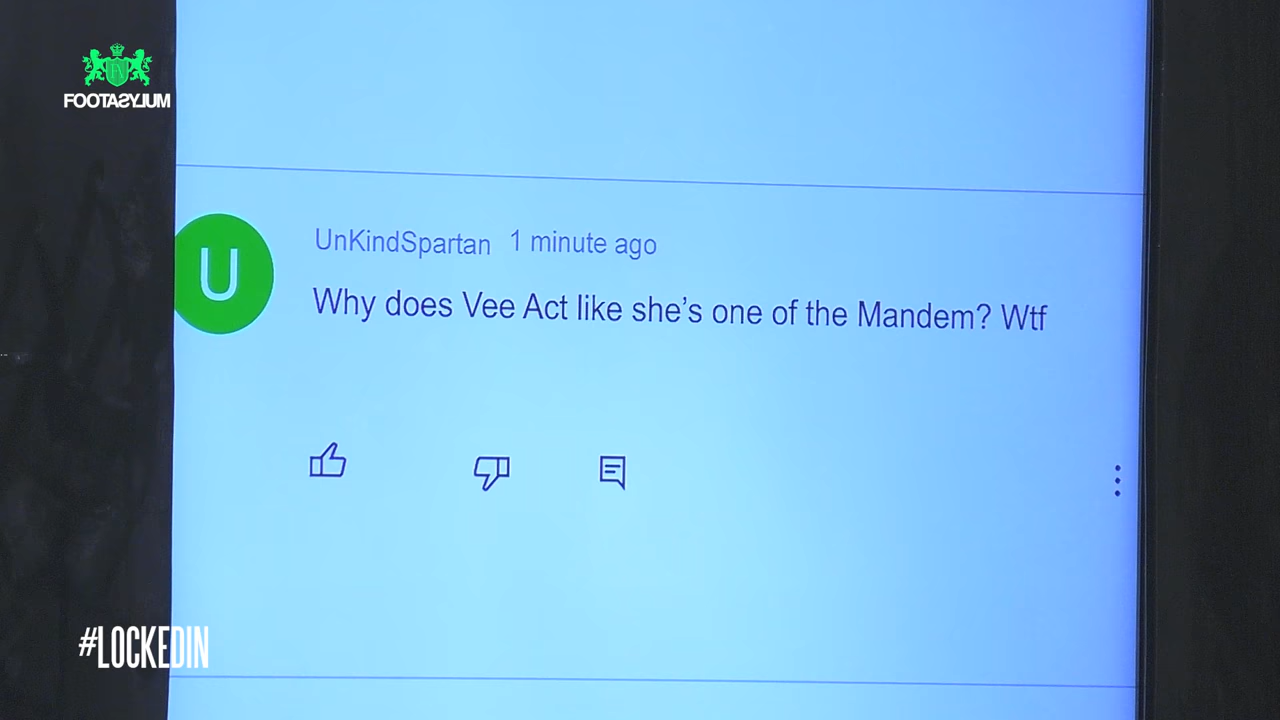 FOOTASYLUM
U
UnKindSpartan 1 minute ago
Why does Vee Act like she's one of the Mandem? Wtf
#LOCKEDIN